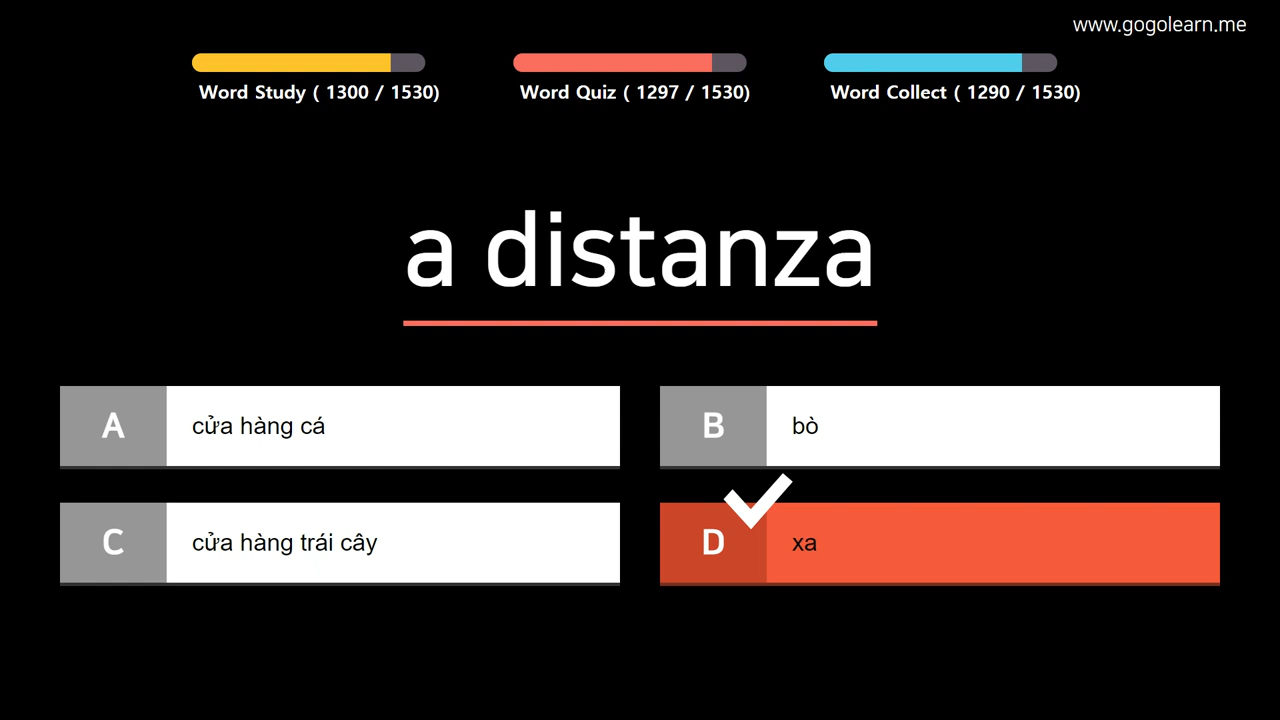 www.gogolearn.me
Word Study ( 1300 / 1530)
Word Quiz ( 1297 / 1530)
Word Collect ( 1290 / 1530)
a distanza
A cửa hàng cá
B bò
C cửa hàng trái cây
D xa